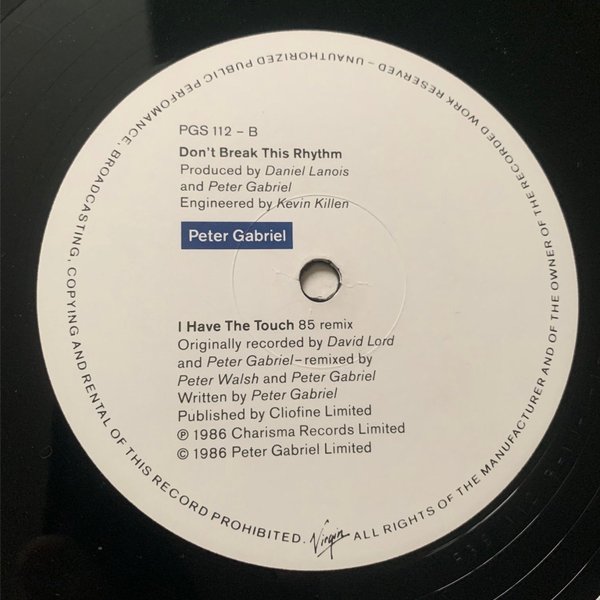 PGS 112 – B
Don't Break This Rhythm
Produced by Daniel Lanois
and Peter Gabriel
Engineered by Kevin Killen
Peter Gabriel
I Have The Touch 85 remix
Originally recorded by David Lord
and Peter Gabriel – remixed by
Peter Walsh and Peter Gabriel
Written by Peter Gabriel
Published by Cliofine Limited
℗ 1986 Charisma Records Limited
© 1986 Peter Gabriel Limited
ALL RIGHTS OF THE MANUFACTURER AND OF THE OWNER OF THE RECORDED WORK RESERVED – UNAUTHORIZED PUBLIC PERFOMANCE, BROADCASTING, COPYING AND RENTAL OF THIS RECORD PROHIBITED.
Virgin